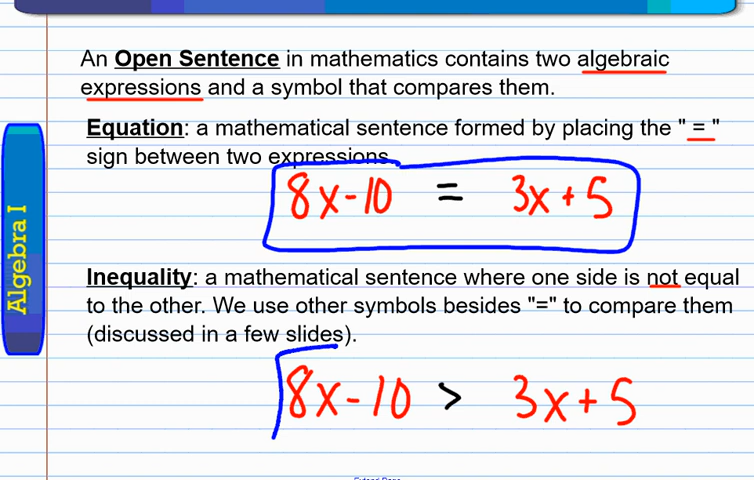 An Open Sentence in mathematics contains two algebraic
expressions and a symbol that compares them.
Equation: a mathematical sentence formed by placing the " = "
sign between two expressions.
8x-10 = 3x+5
Algebra I
Inequality: a mathematical sentence where one side is not equal
to the other. We use other symbols besides "=" to compare them
(discussed in a few slides).
8x-10 > 3x+5